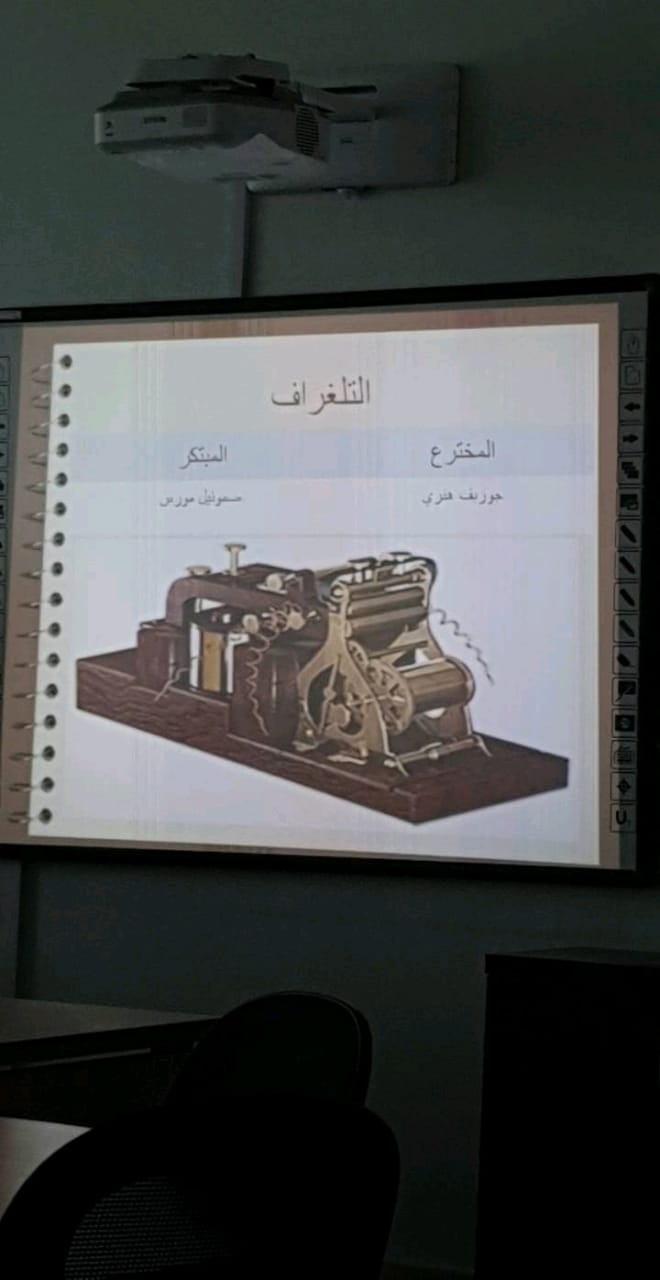 التلغراف
المخترع المبتكر
جوزيف هنري صموئيل مورس